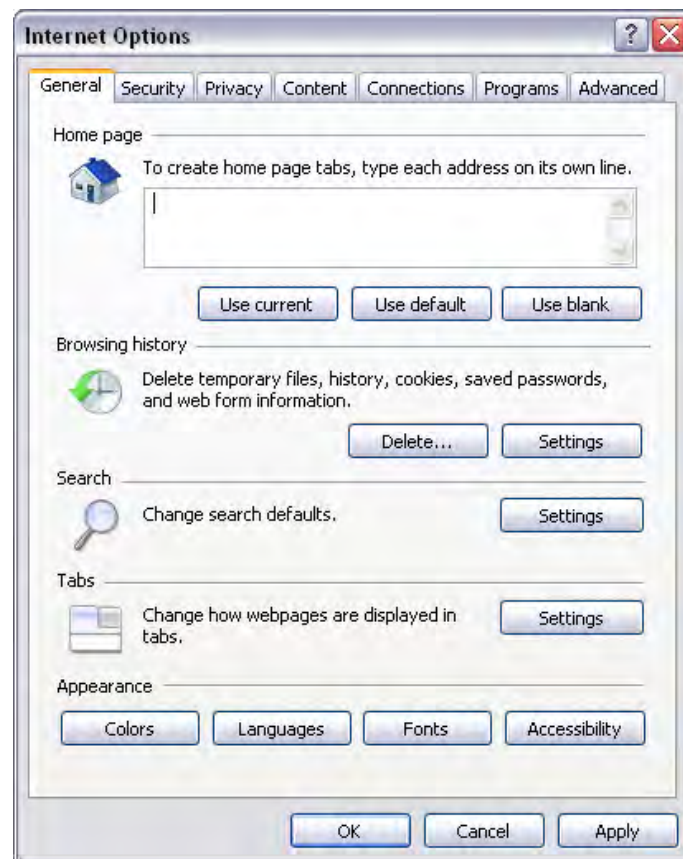 Internet Options
General Security Privacy Content Connections Programs Advanced
Home page
To create home page tabs, type each address on its own line.
Use current Use default Use blank
Browsing history
Delete temporary files, history, cookies, saved passwords,
and web form information.
Delete... Settings
Search
Change search defaults. Settings
Tabs
Change how webpages are displayed in Settings
tabs.
Appearance
Colors Languages Fonts Accessibility
OK Cancel Apply